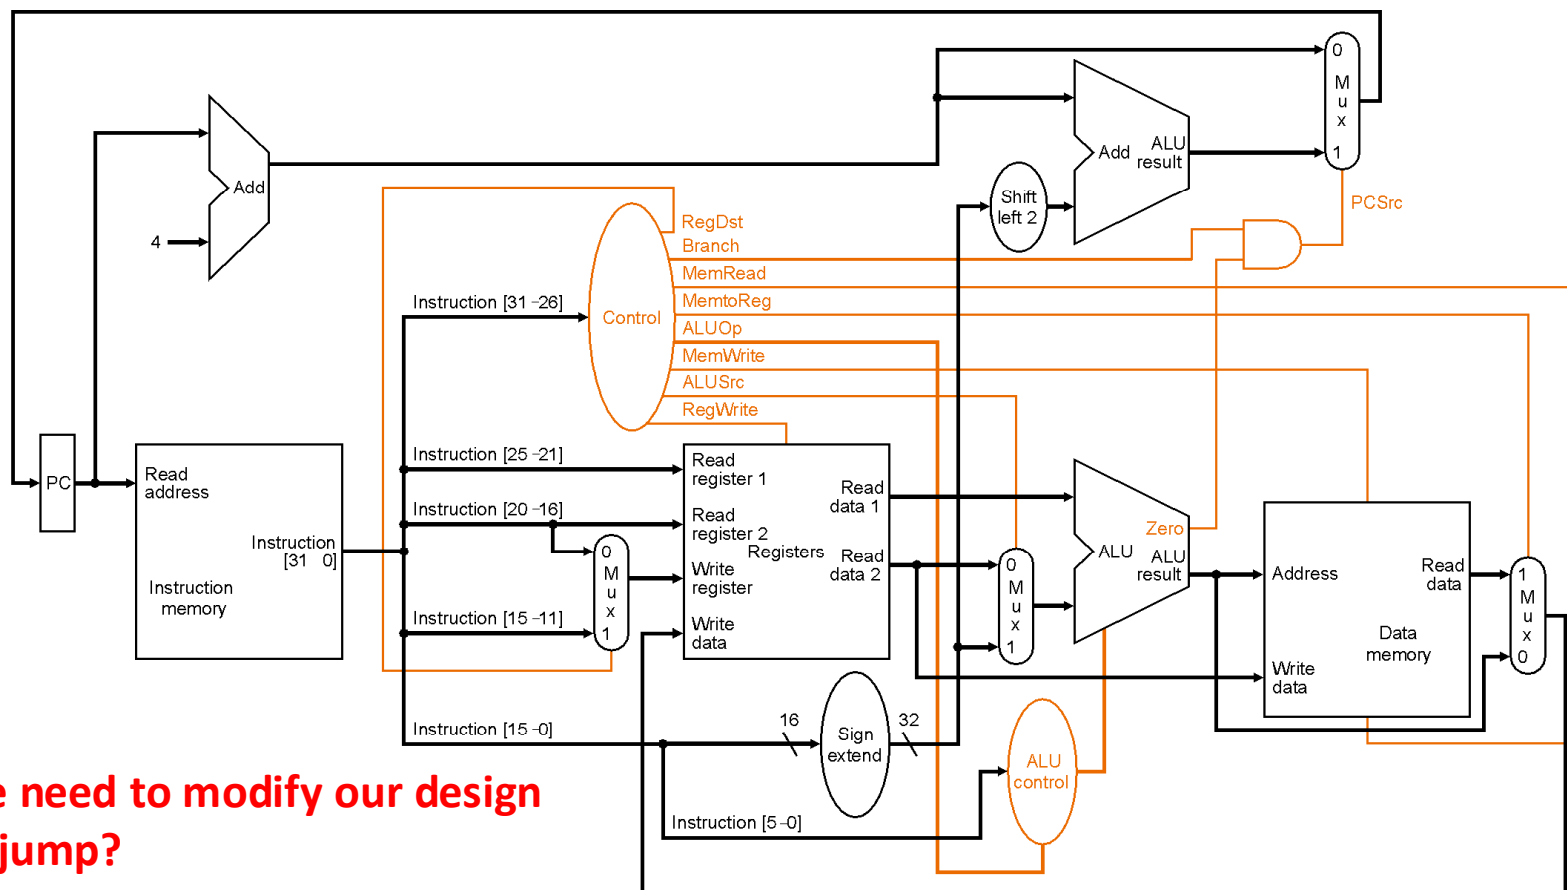 0
M
u
x
1
Add
ALU
result
Add
Shift
left 2
4
PCSrc
RegDst
Branch
MemRead
MemtoReg
ALUOp
MemWrite
ALUSrc
RegWrite
Control
Instruction [31–26]
PC
Read
address
Instruction
[31 0]
Instruction
memory
Instruction [25–21]
Instruction [20–16]
Instruction [15–11]
Instruction [15–0]
Instruction [5–0]
0
M
u
x
1
Read
register 1
Read
register 2
Write
register
Write
data
Registers
Read
data 1
Read
data 2
0
M
u
x
1
Zero
ALU
ALU
result
Address
Write
data
Read
data
Data
memory
1
M
u
x
0
16
Sign
extend
32
ALU
control
need to modify our design
jump?